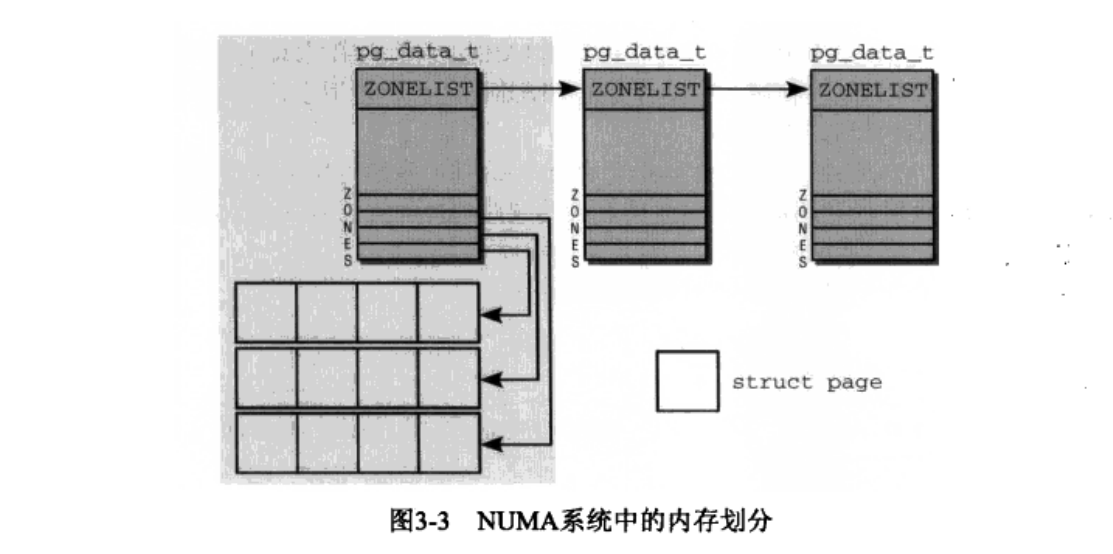 pg_data_t pg_data_t pg_data_t
ZONELIST ZONELIST ZONELIST
ZONES ZONES ZONES
struct page
图3-3 NUMA系统中的内存划分